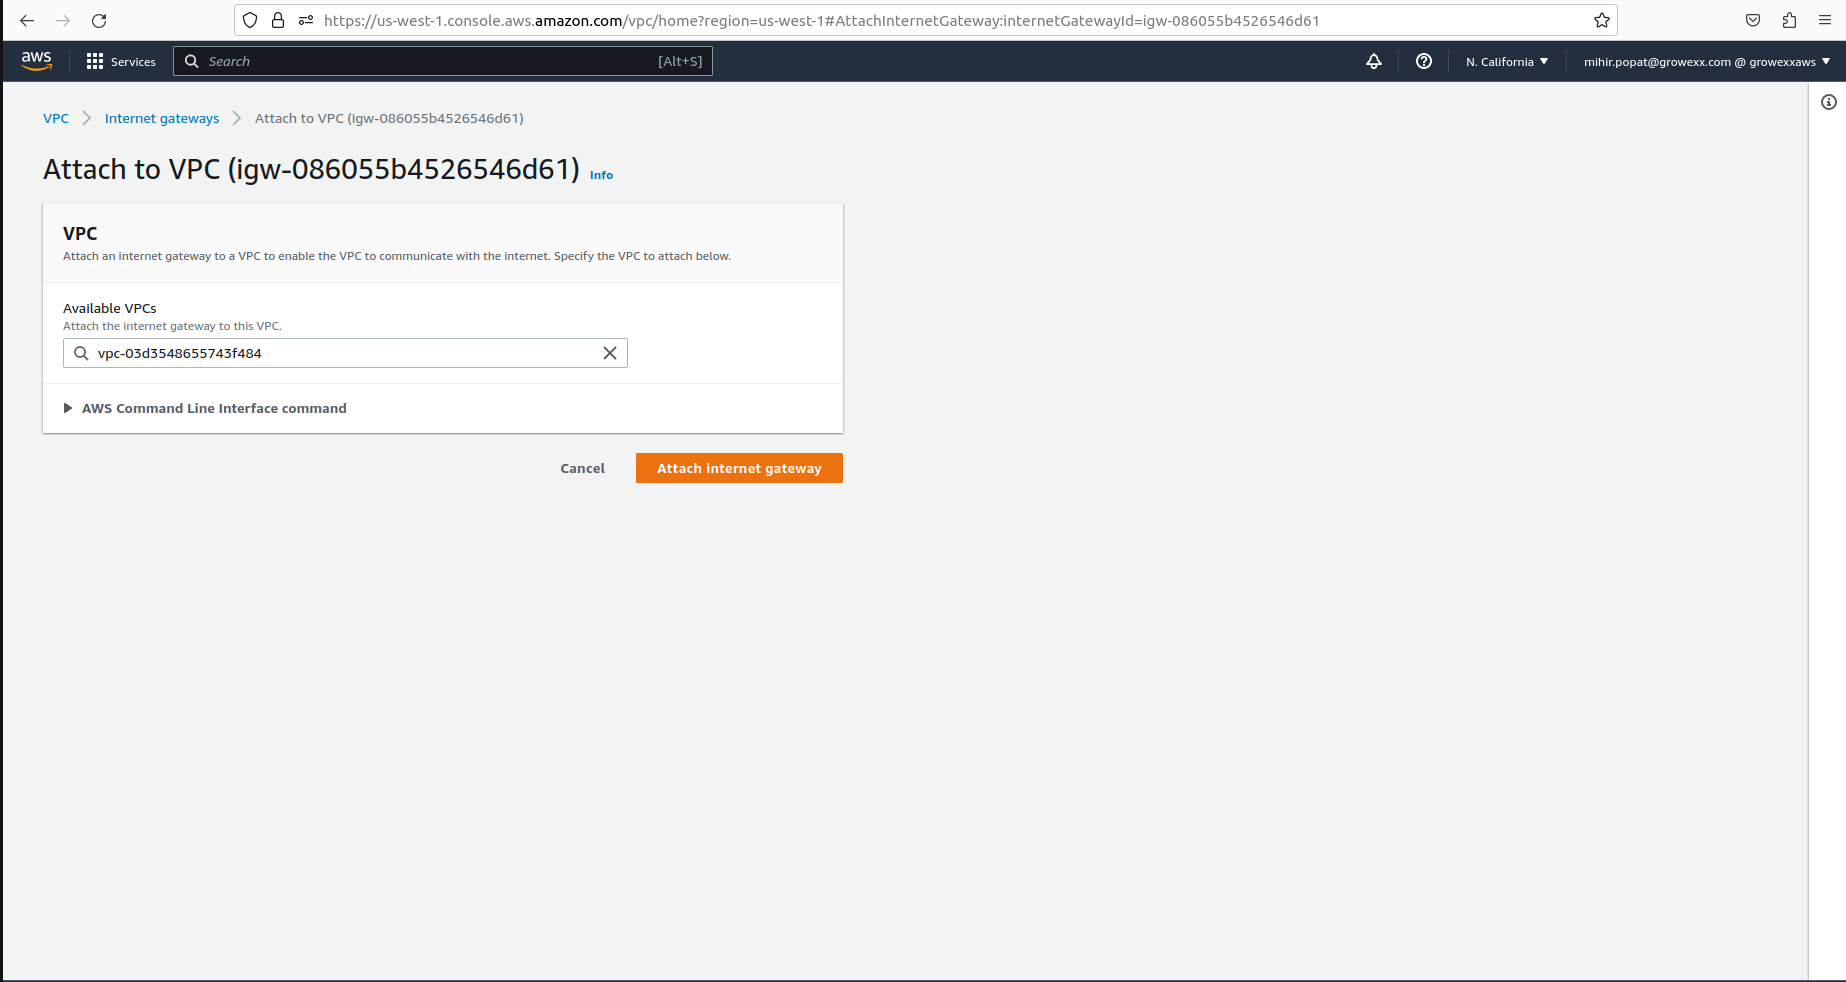 https://us-west-1.console.aws.amazon.com/vpc/home?region=us-west-1#AttachInternetGateway:internetGatewayId=igw-086055b4526546d61
aws Services Search [Alt+S] N. California mihir.popat@growexx.com @ growexxaws
VPC Internet gateways Attach to VPC (igw-086055b4526546d61)
Attach to VPC (igw-086055b4526546d61) Info
VPC
Attach an internet gateway to a VPC to enable the VPC to communicate with the internet. Specify the VPC to attach below.
Available VPCs
Attach the internet gateway to this VPC.
vpc-03d3548655743f484
AWS Command Line Interface command
Cancel Attach internet gateway